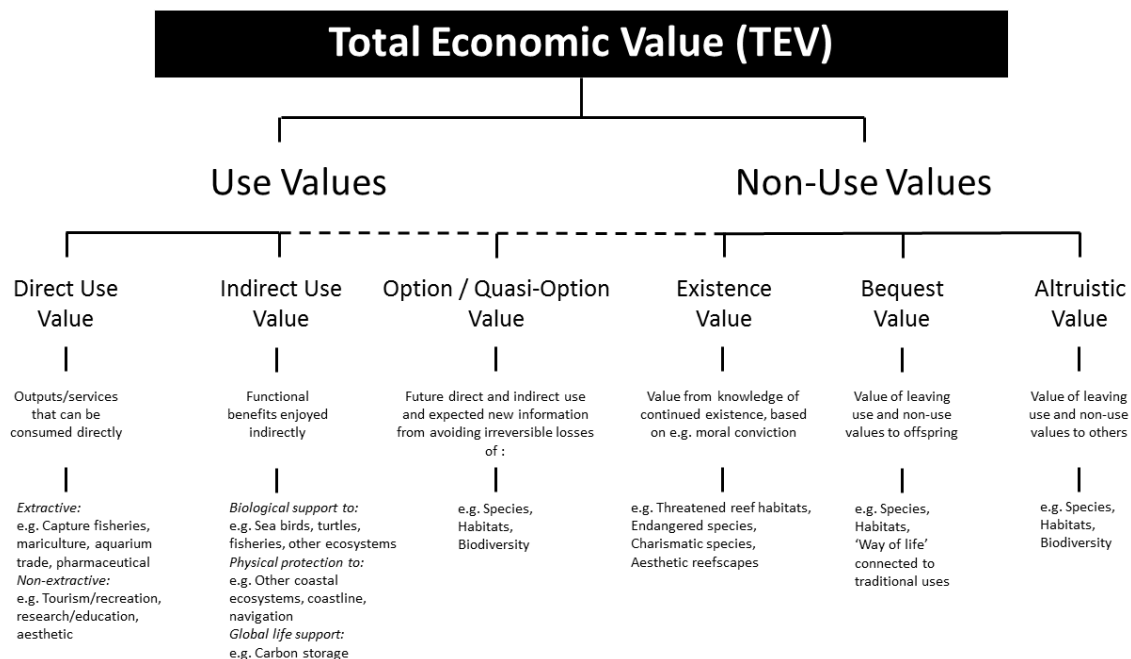 Total Economic Value (TEV)
Use Values
Non-Use Values
Direct Use
Value
Indirect Use
Value
Option / Quasi-Option
Value
Existence
Value
Bequest
Value
Altruistic
Value
Outputs/services
that can be
consumed directly
Functional
benefits enjoyed
indirectly
Future direct and indirect use
and expected new information
from avoiding irreversible losses
of :
Value from knowledge of
continued existence, based
on e.g. moral conviction
Value of leaving
use and non-use
values to offspring
Value of leaving
use and non-use
values to others
Extractive:
e.g. Capture fisheries,
mariculture, aquarium
trade, pharmaceutical
Non-extractive:
e.g. Tourism/recreation,
research/education,
aesthetic
Biological support to:
e.g. Sea birds, turtles,
fisheries, other ecosystems
Physical protection to:
e.g. Other coastal
ecosystems, coastline,
navigation
Global life support:
e.g. Carbon storage
e.g. Species,
Habitats,
Biodiversity
e.g. Threatened reef habitats,
Endangered species,
Charismatic species,
Aesthetic reefscapes
e.g. Species,
Habitats,
‘Way of life’
connected to
traditional uses
e.g. Species,
Habitats,
Biodiversity